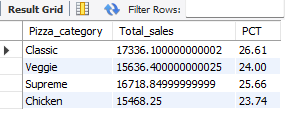 Result Grid Filter Rows:
Pizza_category Total_sales PCT
Classic 17336.100000000002 26.61
Veggie 15636.400000000025 24.00
Supreme 16718.84999999999 25.66
Chicken 15468.25 23.74